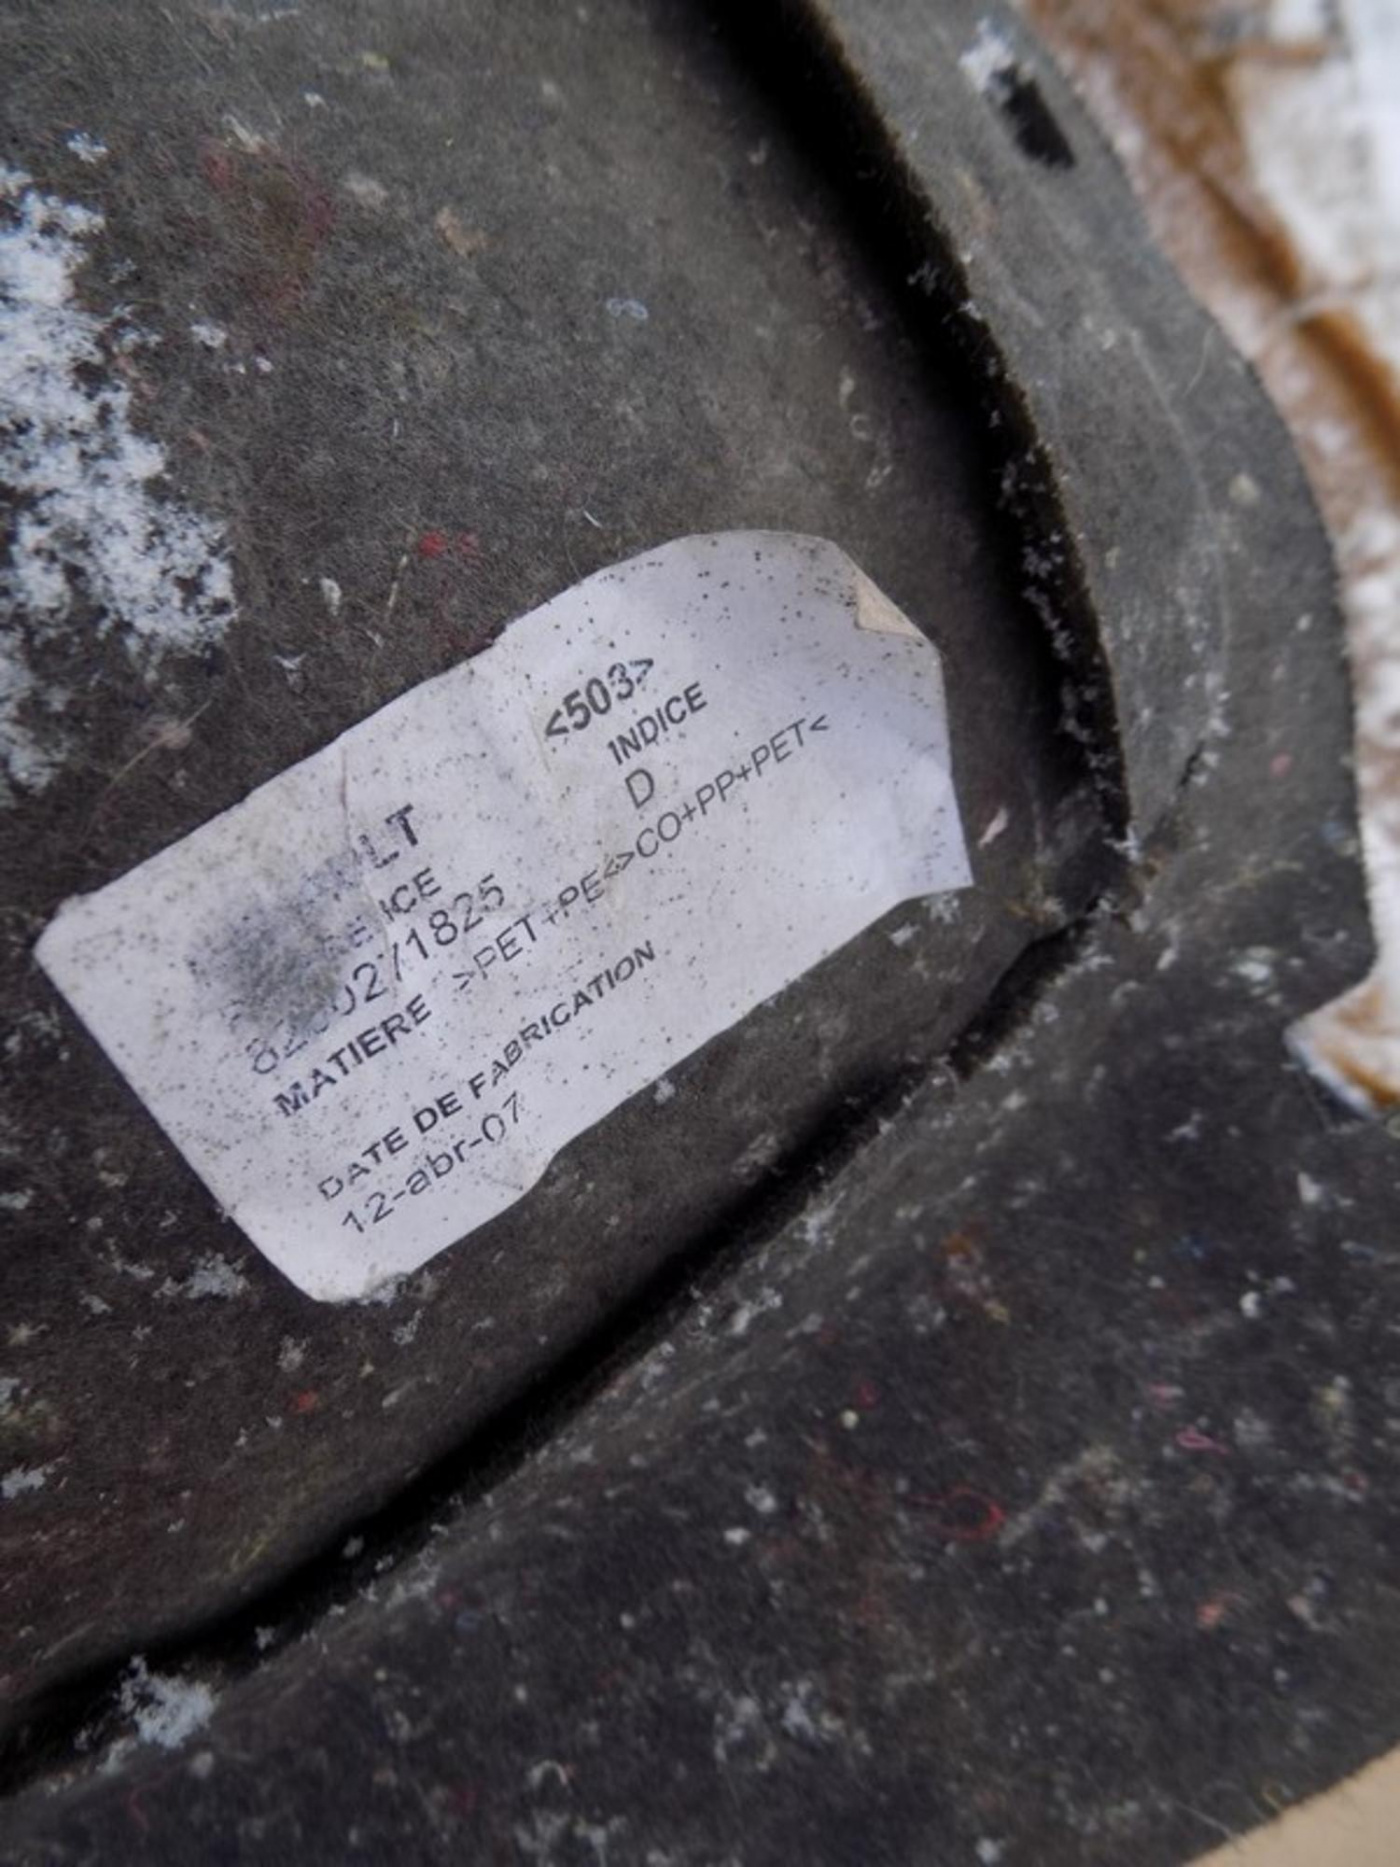 <503>
INDICE
D
MATIERE >PET+PE<>CO+PP+PET<
DATE DE FABRICATION
12-abr-07